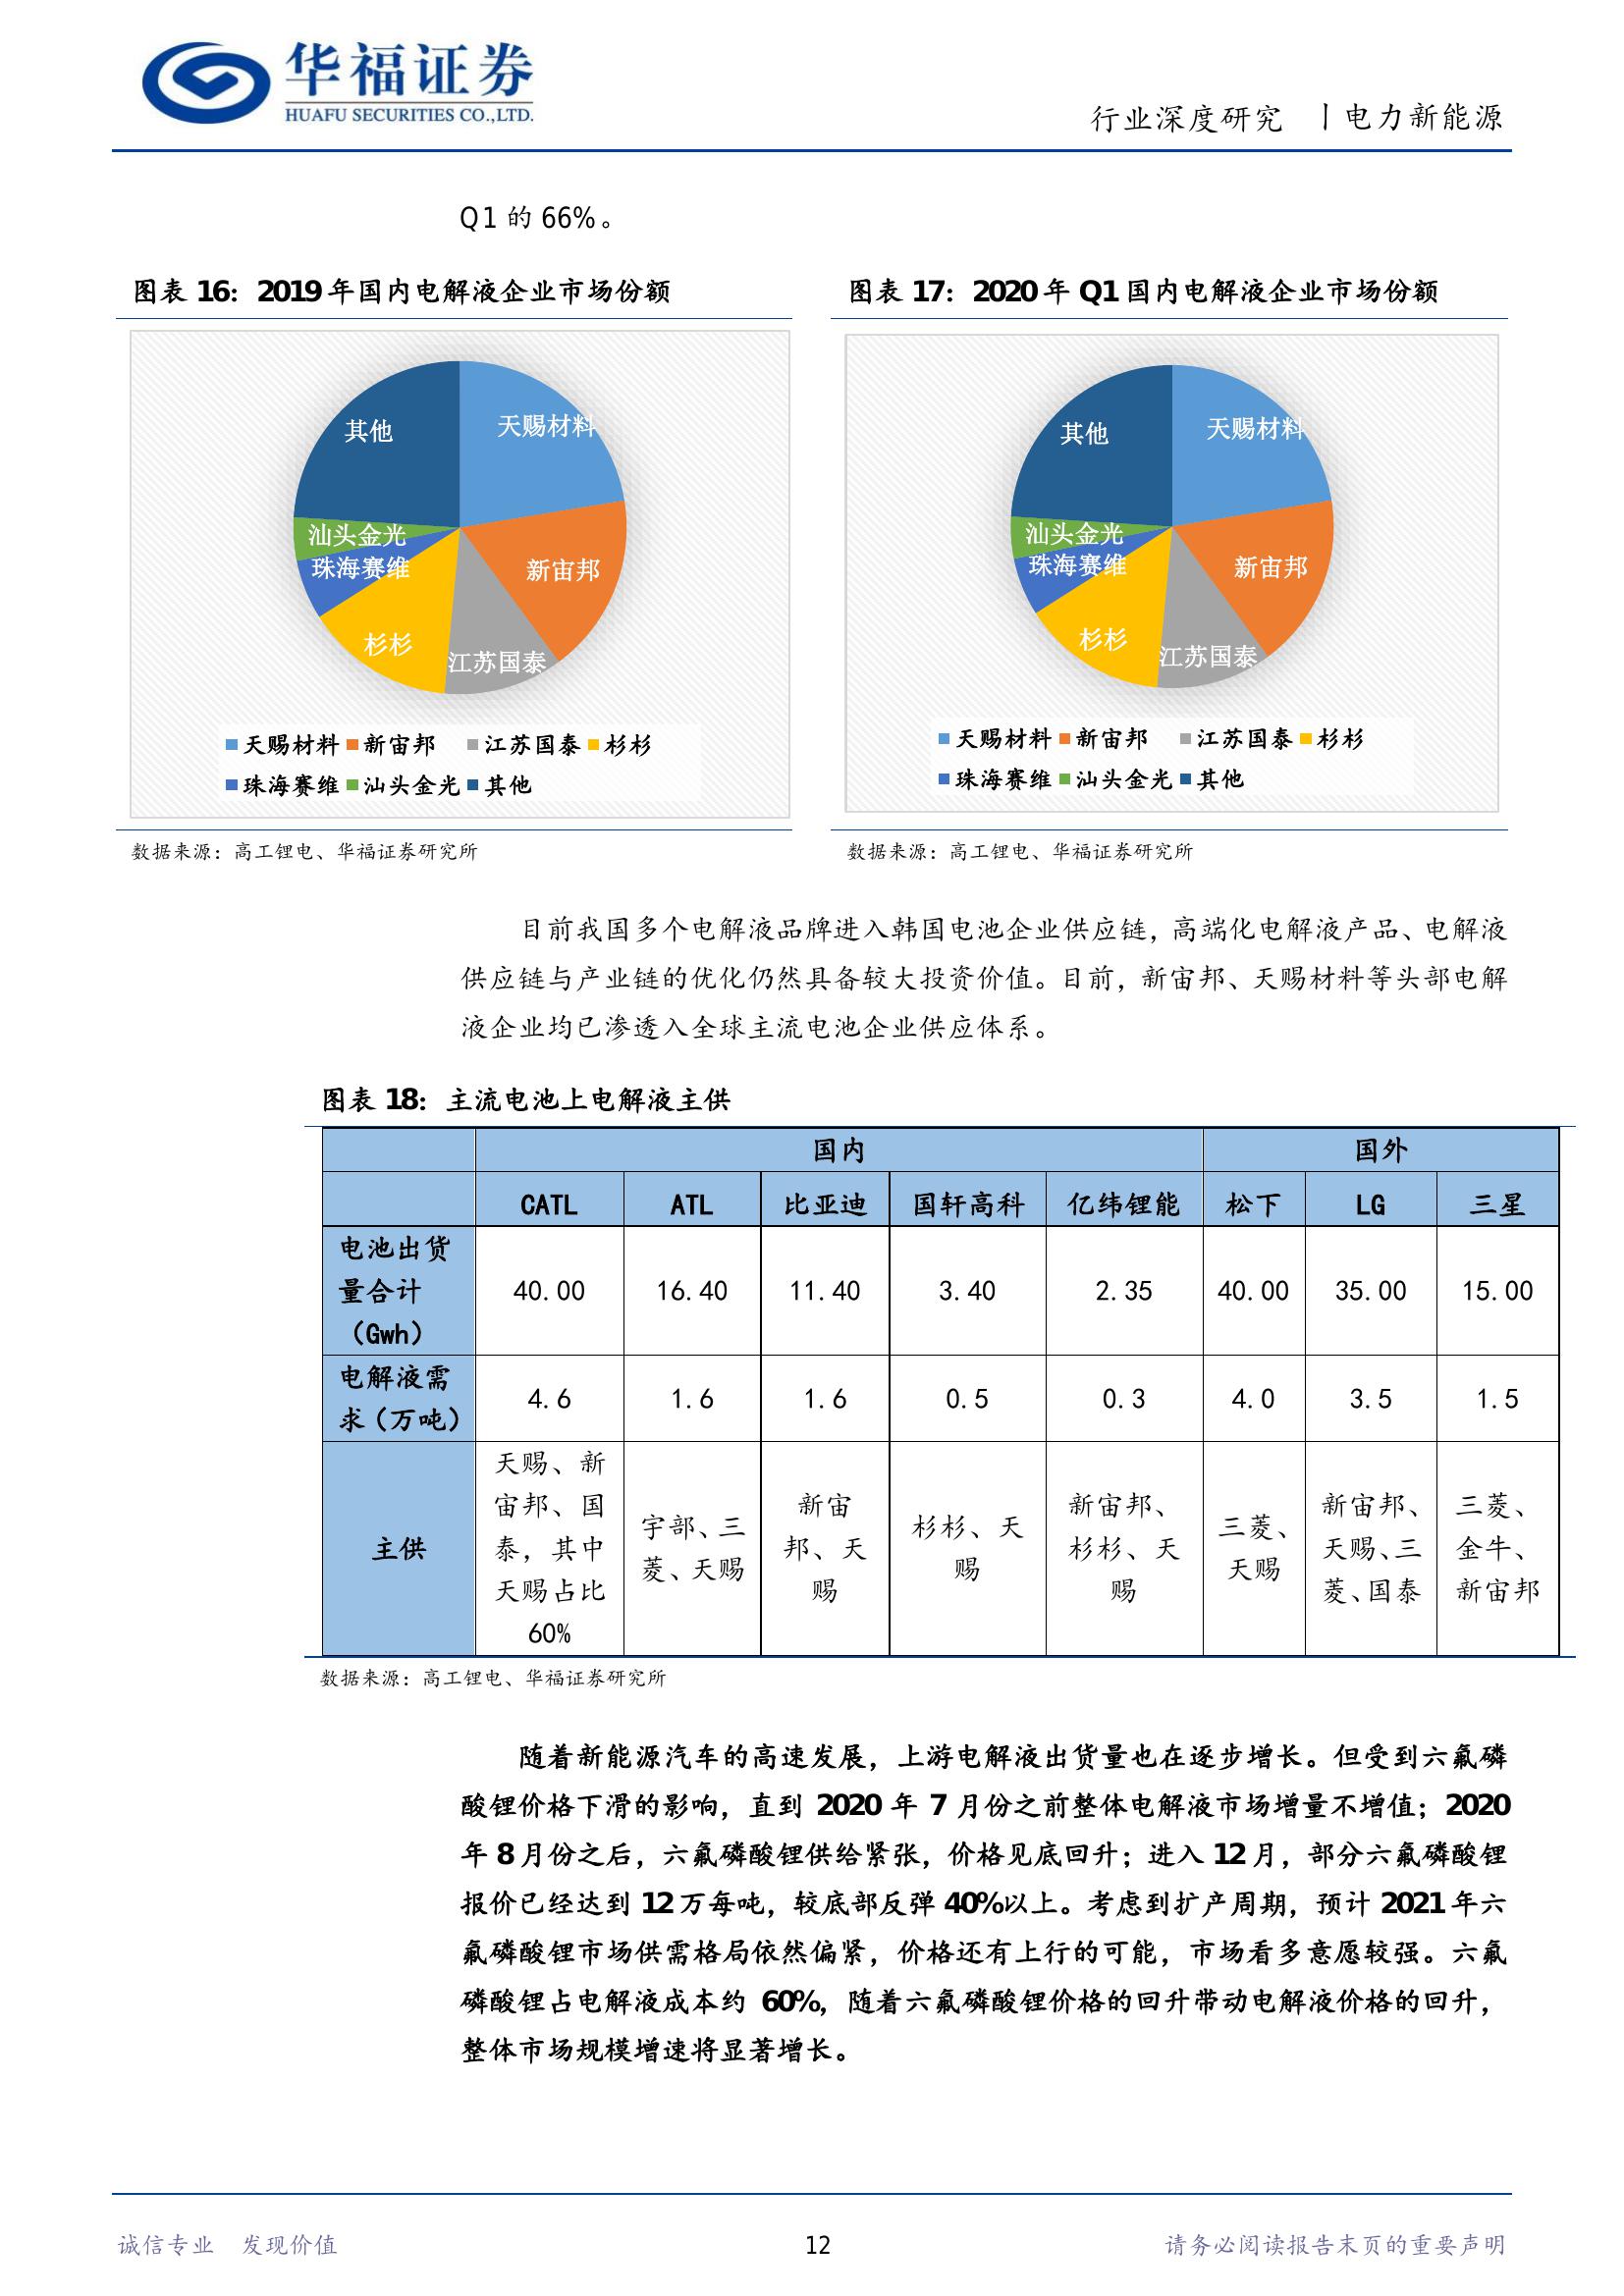 华福证券
HUAFU SECURITIES CO.,LTD.
行业深度研究 丨电力新能源
Q1 的 66%。
图表 16：2019 年国内电解液企业市场份额
天赐材料
新宙邦
江苏国泰
杉杉
珠海赛维
汕头金光
其他
天赐材料 新宙邦 江苏国泰 杉杉
珠海赛维 汕头金光 其他
数据来源：高工锂电、华福证券研究所
图表 17：2020 年 Q1 国内电解液企业市场份额
天赐材料
新宙邦
江苏国泰
杉杉
珠海赛维
汕头金光
其他
天赐材料 新宙邦 江苏国泰 杉杉
珠海赛维 汕头金光 其他
数据来源：高工锂电、华福证券研究所
目前我国多个电解液品牌进入韩国电池企业供应链，高端化电解液产品、电解液
供应链与产业链的优化仍然具备较大投资价值。目前，新宙邦、天赐材料等头部电解
液企业均已渗透入全球主流电池企业供应体系。
图表 18：主流电池上电解液主供
国内 国外
CATL ATL 比亚迪 国轩高科 亿纬锂能 松下 LG 三星
电池出货
量合计
（Gwh）
40.00 16.40 11.40 3.40 2.35 40.00 35.00 15.00
电解液需
求（万吨）
4.6 1.6 1.6 0.5 0.3 4.0 3.5 1.5
主供
天赐、新
宙邦、国
泰，其中
天赐占比
60%
宇部、三
菱、天赐
新宙
邦、天
赐
杉杉、天
赐
新宙邦、
杉杉、天
赐
三菱、
天赐
新宙邦、
天赐、三
菱、国泰
三菱、
金牛、
新宙邦
数据来源：高工锂电、华福证券研究所
随着新能源汽车的高速发展，上游电解液出货量也在逐步增长。但受到六氟磷
酸锂价格下滑的影响，直到 2020 年 7 月份之前整体电解液市场增量不增值；2020
年 8 月份之后，六氟磷酸锂供给紧张，价格见底回升；进入 12 月，部分六氟磷酸锂
报价已经达到 12 万每吨，较底部反弹 40%以上。考虑到扩产周期，预计 2021 年六
氟磷酸锂市场供需格局依然偏紧，价格还有上行的可能，市场看多意愿较强。六氟
磷酸锂占电解液成本约 60%，随着六氟磷酸锂价格的回升带动电解液价格的回升，
整体市场规模增速将显著增长。
诚信专业 发现价值
12
请务必阅读报告末页的重要声明